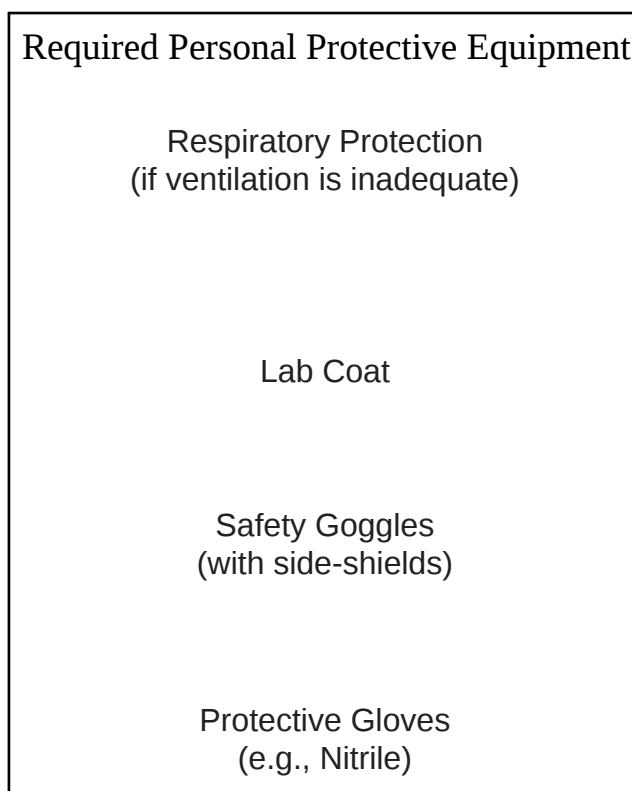 Required Personal Protective Equipment
Respiratory Protection
(if ventilation is inadequate)
Lab Coat
Safety Goggles
(with side-shields)
Protective Gloves
(e.g., Nitrile)